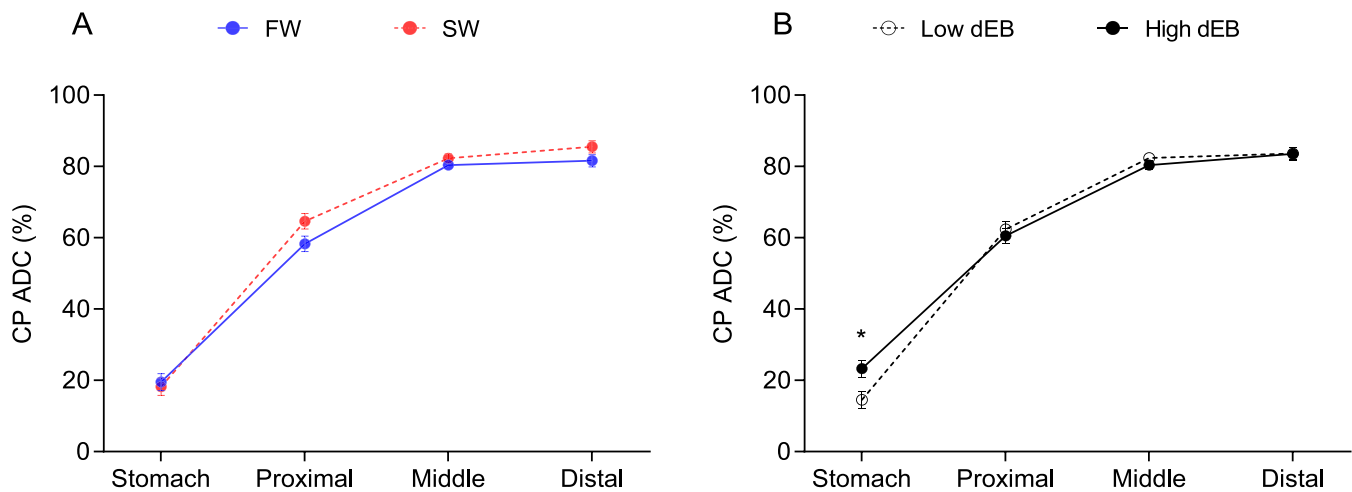 A
FW
SW
CP ADC (%)
100
80
60
40
20
0
Stomach Proximal Middle Distal
B
Low dEB
High dEB
CP ADC (%)
100
80
60
40
20
0
*
Stomach Proximal Middle Distal